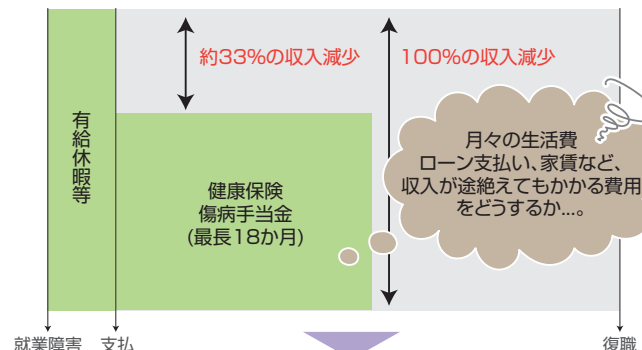 約33%の収入減少
100%の収入減少
有給休暇等
健康保険
傷病手当金
(最長18か月)
月々の生活費
ローン支払い、家賃など、
収入が途絶えてもかかる費用
をどうするか...。
就業障害
支払
復職